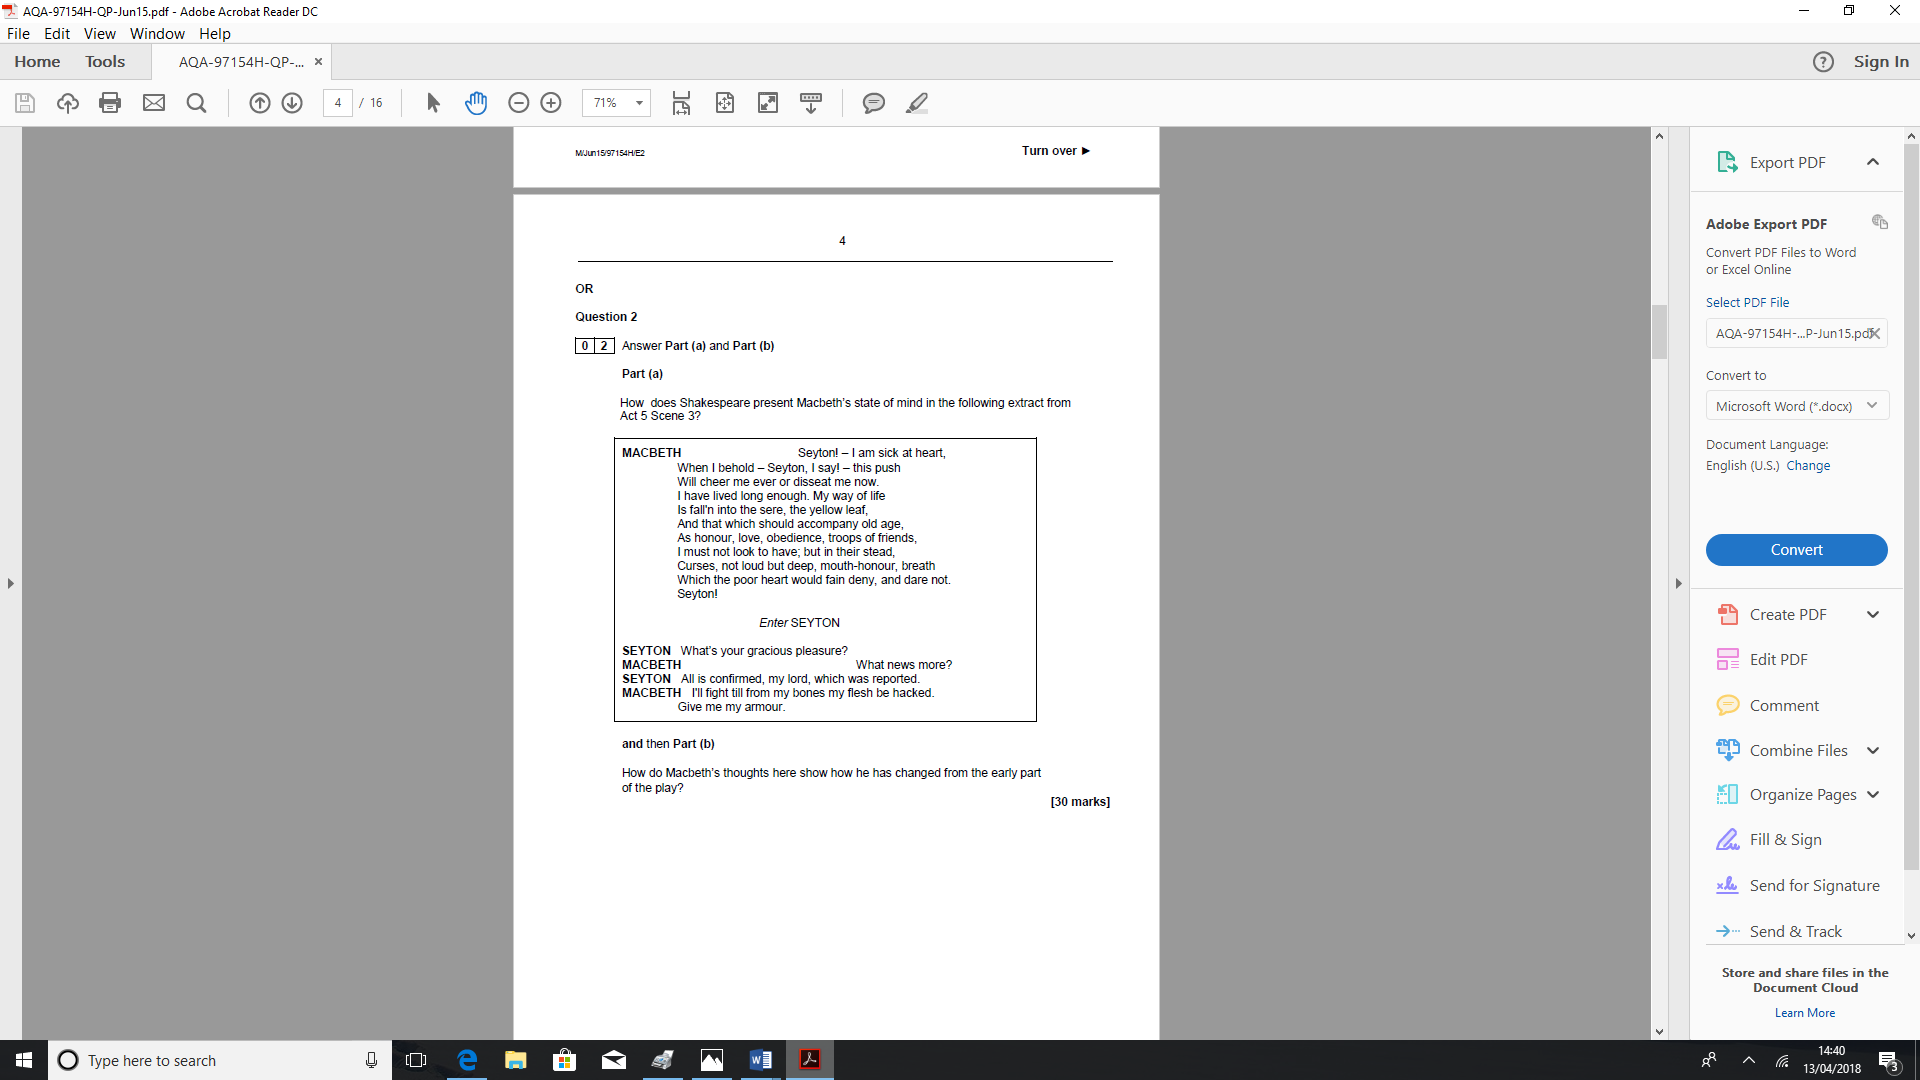 AQA-97154H-QP-Jun15.pdf - Adobe Acrobat Reader DC
File Edit View Window Help
Home Tools AQA-97154H-QP-... × Sign In
4 / 16 71%
M/Jun15/97154H/E2 Turn over ►
4
OR
Question 2
0 2 Answer Part (a) and Part (b)
Part (a)
How does Shakespeare present Macbeth's state of mind in the following extract from
Act 5 Scene 3?
MACBETH Seyton! – I am sick at heart,
When I behold – Seyton, I say! – this push
Will cheer me ever or disseat me now.
I have lived long enough. My way of life
Is fall'n into the sere, the yellow leaf,
And that which should accompany old age,
As honour, love, obedience, troops of friends,
I must not look to have; but in their stead,
Curses, not loud but deep, mouth-honour, breath
Which the poor heart would fain deny, and dare not.
Seyton!
Enter SEYTON
SEYTON What's your gracious pleasure?
MACBETH What news more?
SEYTON All is confirmed, my lord, which was reported.
MACBETH I'll fight till from my bones my flesh be hacked.
Give me my armour.
and then Part (b)
How do Macbeth's thoughts here show how he has changed from the early part
of the play?
[30 marks]
Export PDF
Adobe Export PDF
Convert PDF Files to Word
or Excel Online
Select PDF File
AQA-97154H-...P-Jun15.pdf
Convert to
Microsoft Word (*.docx)
Document Language:
English (U.S.) Change
Convert
Create PDF
Edit PDF
Comment
Combine Files
Organize Pages
Fill & Sign
Send for Signature
Send & Track
Store and share files in the
Document Cloud
Learn More
Type here to search
14:40
13/04/2018
3